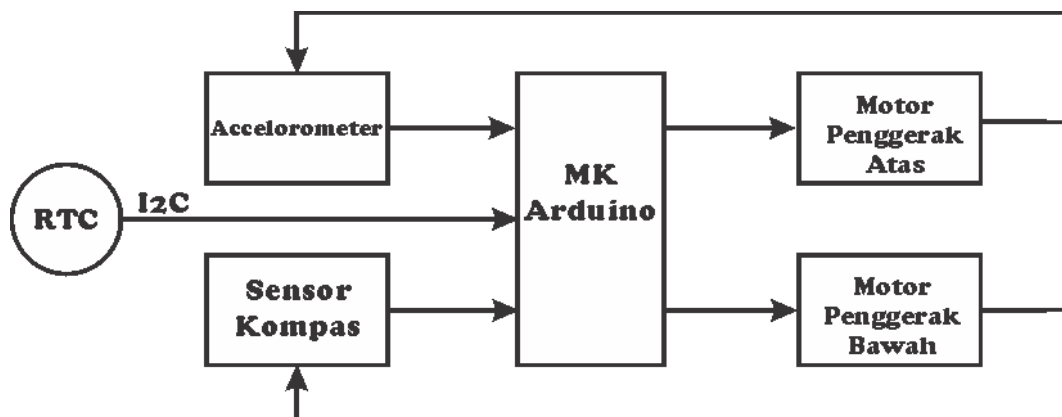 Accelorometer
RTC
I2C
Sensor
Kompas
MK
Arduino
Motor
Penggerak
Atas
Motor
Penggerak
Bawah